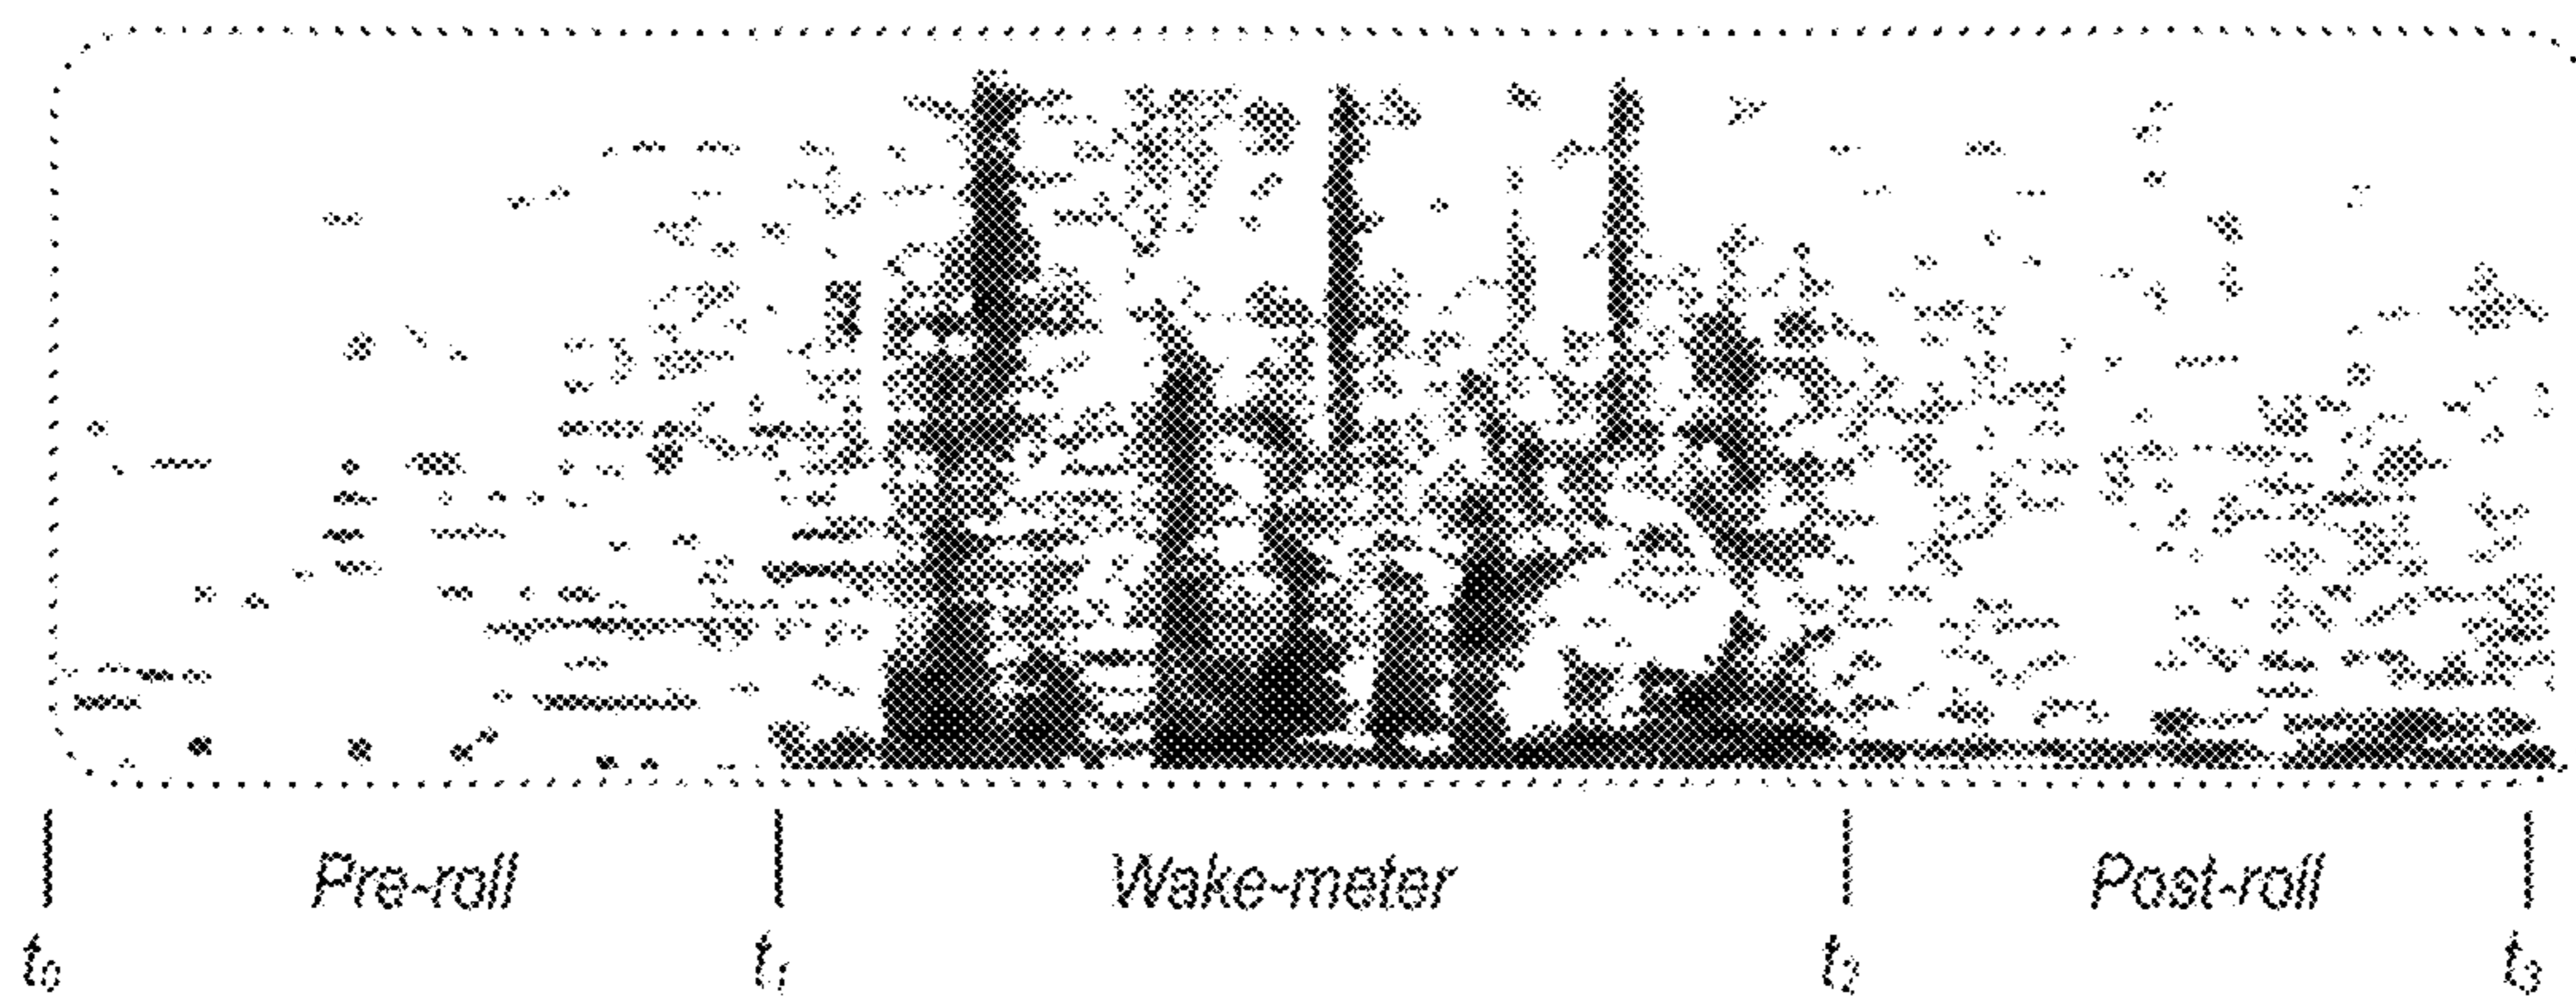 Pre-roll Wake-meter Post-roll
t₀ t₁ t₂ t₃